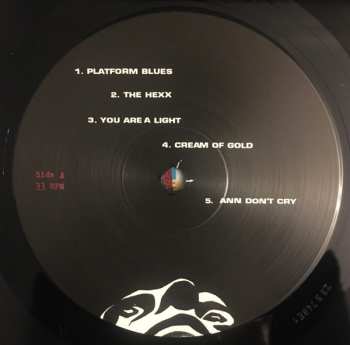 1. PLATFORM BLUES
2. THE HEXX
3. YOU ARE A LIGHT
4. CREAM OF GOLD
Side A
33 RPM
5. ANN DON'T CRY